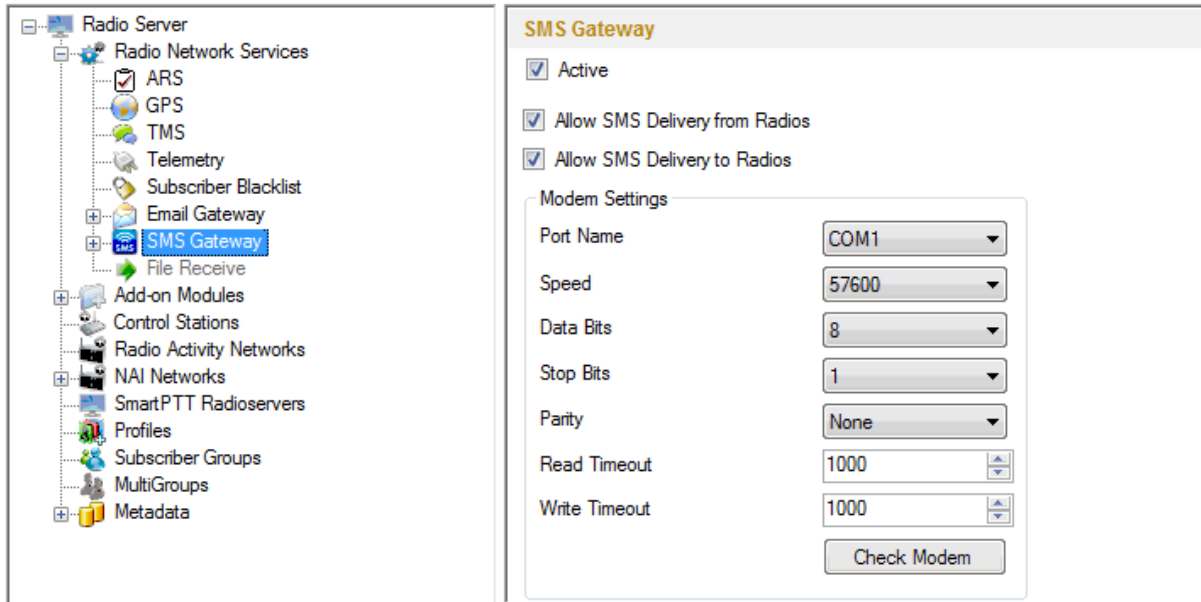 Radio Server
Radio Network Services
ARS
GPS
TMS
Telemetry
Subscriber Blacklist
Email Gateway
SMS SMS Gateway
File Receive
Add-on Modules
Control Stations
Radio Activity Networks
NAI Networks
SmartPTT Radioservers
Profiles
Subscriber Groups
MultiGroups
Metadata
SMS Gateway
Active
Allow SMS Delivery from Radios
Allow SMS Delivery to Radios
Modem Settings
Port Name COM1
Speed 57600
Data Bits 8
Stop Bits 1
Parity None
Read Timeout 1000
Write Timeout 1000
Check Modem